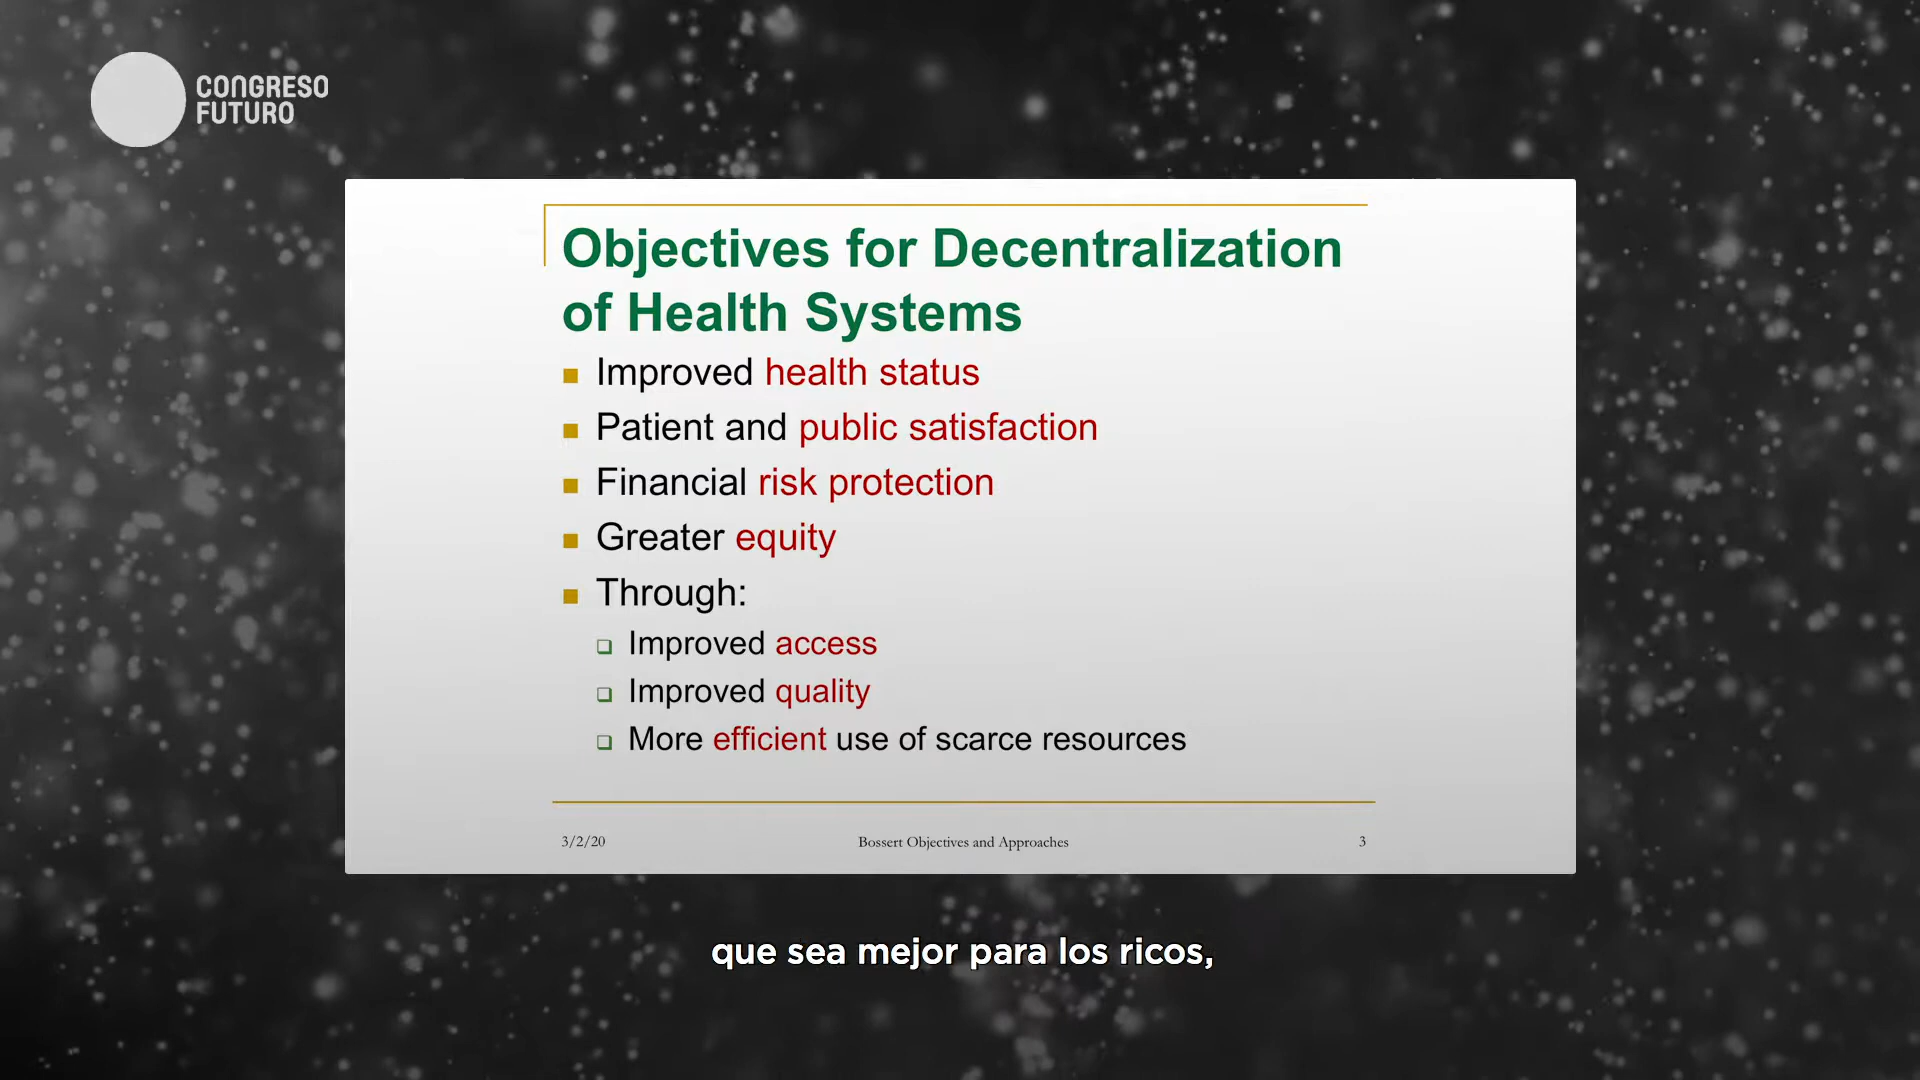 CONGRESO
FUTURO
Objectives for Decentralization
of Health Systems
Improved health status
Patient and public satisfaction
Financial risk protection
Greater equity
Through:
Improved access
Improved quality
More efficient use of scarce resources
3/2/20
Bossert Objectives and Approaches
3
que sea mejor para los ricos,